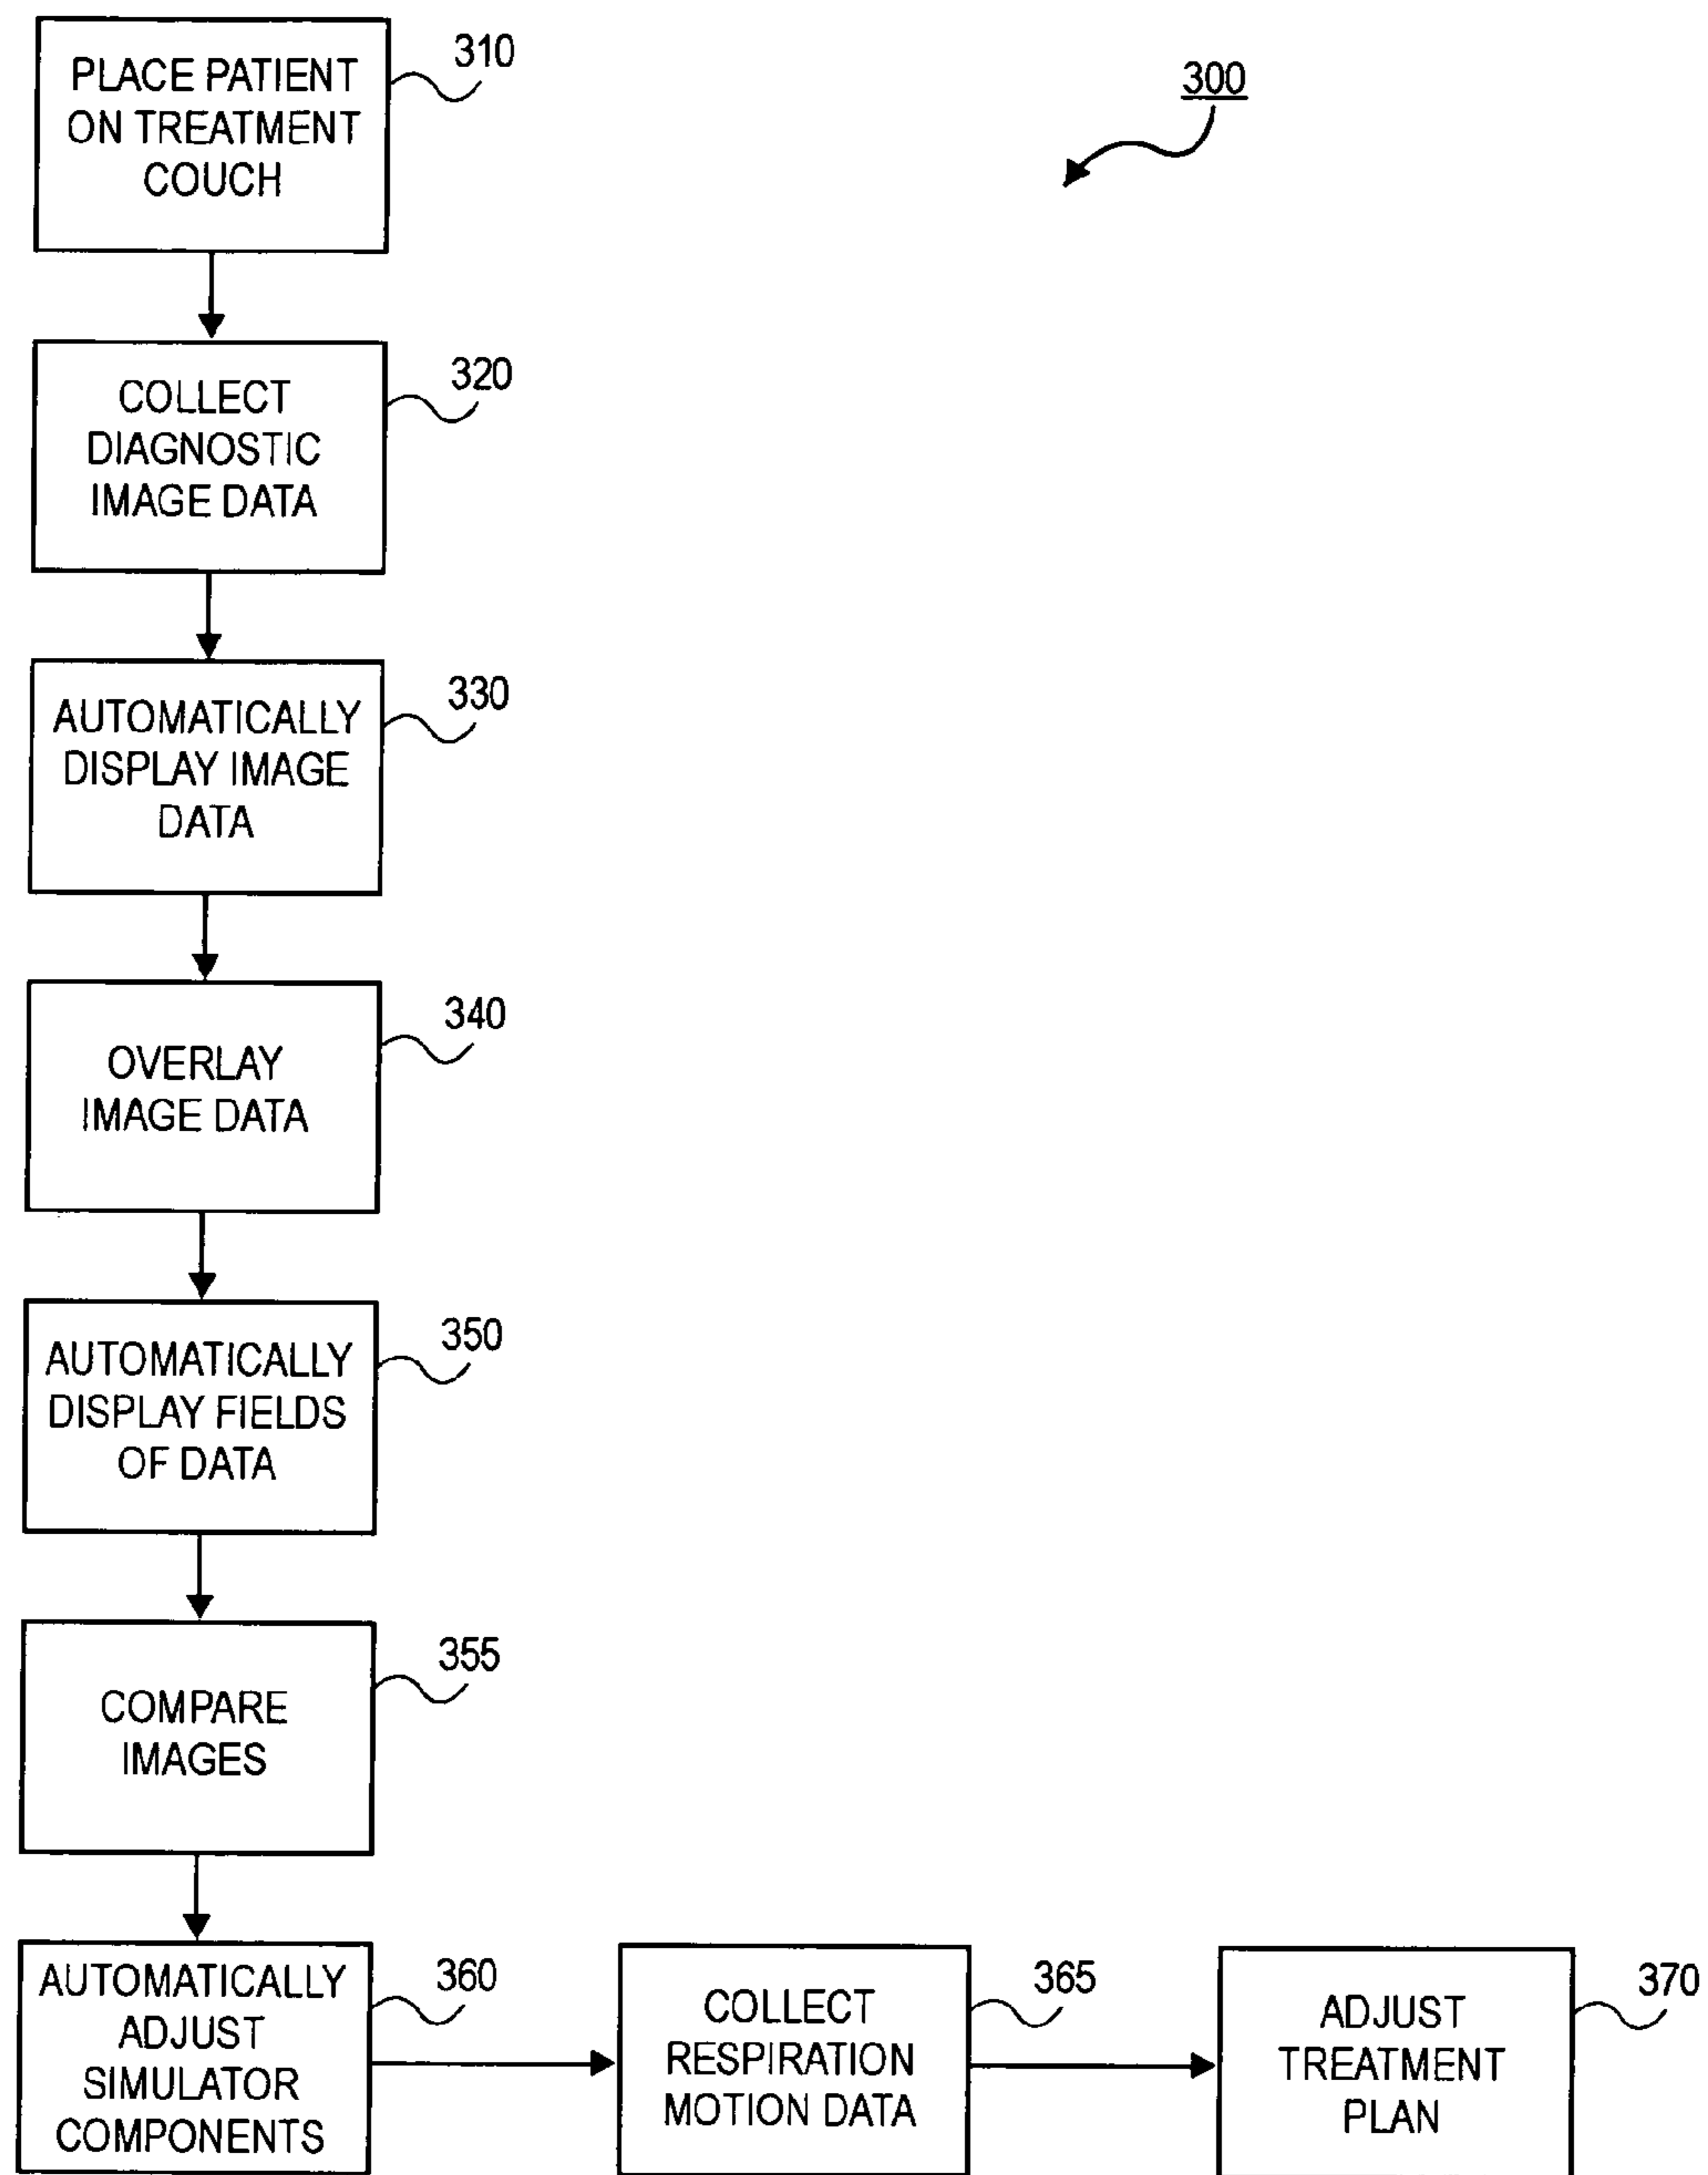 PLACE PATIENT
ON TREATMENT
COUCH
310
300
COLLECT
DIAGNOSTIC
IMAGE DATA
320
AUTOMATICALLY
DISPLAY IMAGE
DATA
330
OVERLAY
IMAGE DATA
340
AUTOMATICALLY
DISPLAY FIELDS
OF DATA
350
COMPARE
IMAGES
355
AUTOMATICALLY
ADJUST
SIMULATOR
COMPONENTS
360
COLLECT
RESPIRATION
MOTION DATA
365
ADJUST
TREATMENT
PLAN
370